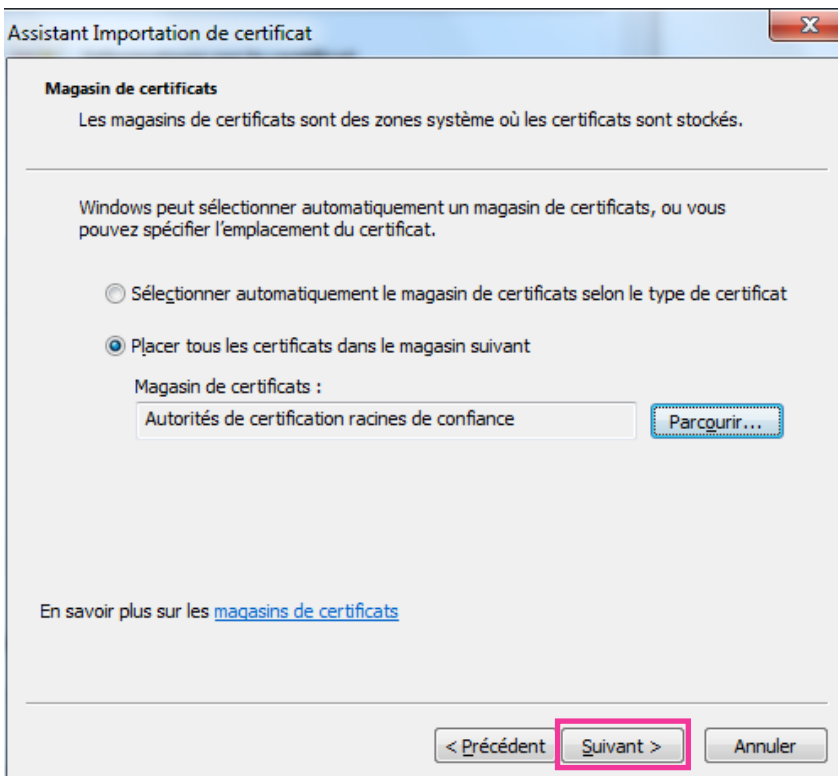 Assistant Importation de certificat
Magasin de certificats
Les magasins de certificats sont des zones système où les certificats sont stockés.
Windows peut sélectionner automatiquement un magasin de certificats, ou vous
pouvez spécifier l'emplacement du certificat.
Sélectionner automatiquement le magasin de certificats selon le type de certificat
Placer tous les certificats dans le magasin suivant
Magasin de certificats :
Autorités de certification racines de confiance
Parcourir...
En savoir plus sur les magasins de certificats
< Précédent
Suivant >
Annuler